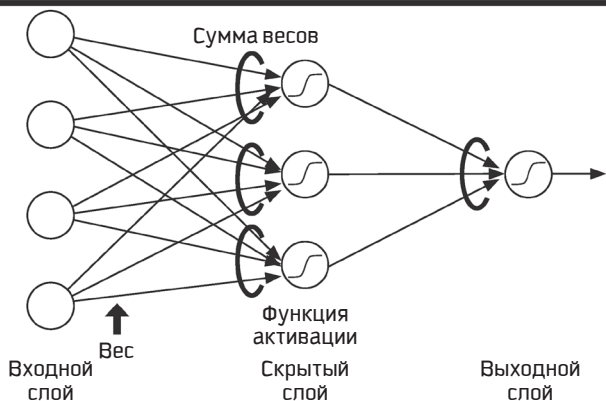 Сумма весов
Функция
активации
Вес
Входной
слой
Скрытый
слой
Выходной
слой